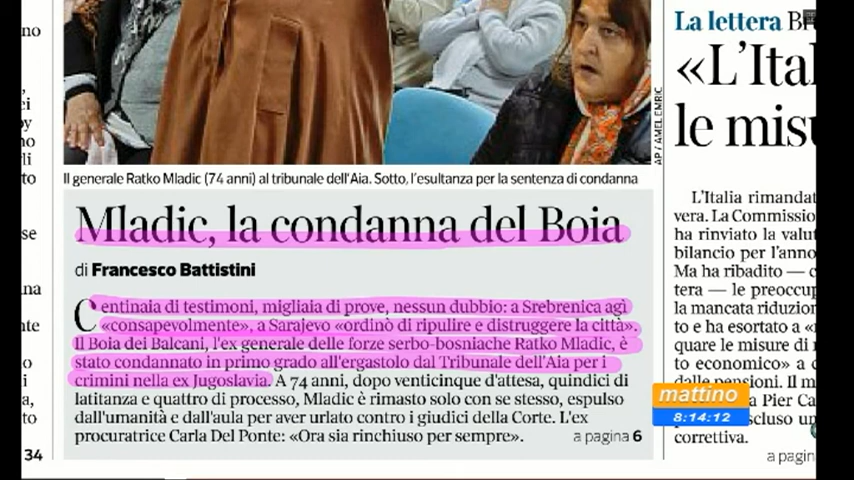 Il generale Ratko Mladic (74 anni) al tribunale dell'Aia. Sotto, l'esultanza per la sentenza di condanna
AP / AMEL EMRIC
Mladic, la condanna del Boia
di Francesco Battistini
Centinaia di testimoni, migliaia di prove, nessun dubbio: a Srebrenica agì
«consapevolmente», a Sarajevo «ordinò di ripulire e distruggere la città».
Il Boia dei Balcani, l'ex generale delle forze serbo-bosniache Ratko Mladic, è
stato condannato in primo grado all'ergastolo dal Tribunale dell'Aia per i
crimini nella ex Jugoslavia. A 74 anni, dopo venticinque d'attesa, quindici di
latitanza e quattro di processo, Mladic è rimasto solo con se stesso, espulso
dall'umanità e dall'aula per aver urlato contro i giudici della Corte. L'ex
procuratrice Carla Del Ponte: «Ora sia rinchiuso per sempre».
a pagina 6
34
La lettera
«L'Ital
le misu
L'Italia rimandat
vera. La Commissio
ha rinviato la valut
bilancio per l'anno
Ma ha ribadito — c
tera — le preoccup
la mancata riduzion
to e ha esortato a «r
quare le misure di
to economico» a c
dalle pensioni. Il m
a Pier Ca
scluso un
correttiva.
a pagin
mattino
8:14:12